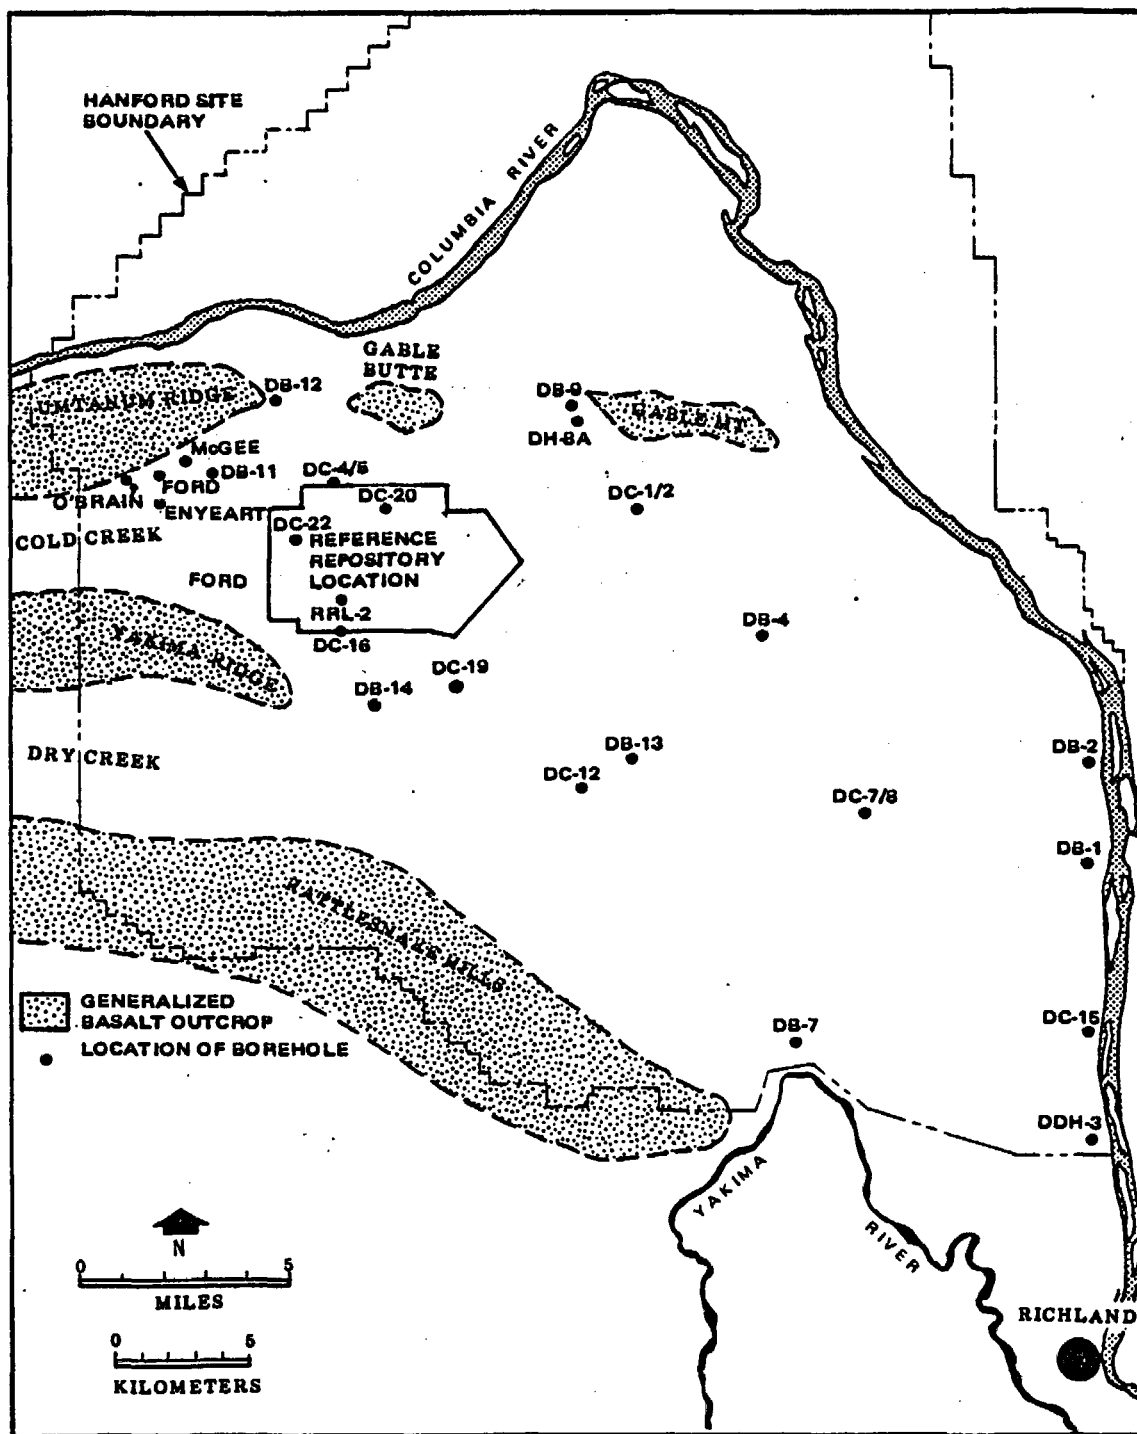 HANFORD SITE
BOUNDARY
COLUMBIA RIVER
GABLE
BUTTE
UMTANUM RIDGE
DB-12
DB-9
DH-8A
GABLE MT
McGEE
DB-11
O'BRAIN
FORD
ENYEART
DC-4/5
DC-20
DC-1/2
DC-22
COLD CREEK
REFERENCE
REPOSITORY
LOCATION
FORD
RRL-2
DC-16
DB-4
YAKIMA RIDGE
DC-19
DB-14
DRY CREEK
DB-13
DC-12
DB-2
DC-7/8
DB-1
RATTLESNAKE HILLS
GENERALIZED
BASALT OUTCROP
LOCATION OF BOREHOLE
DB-7
DC-15
DDH-3
YAKIMA
RIVER
N
0 5
MILES
0 5
KILOMETERS
RICHLAND